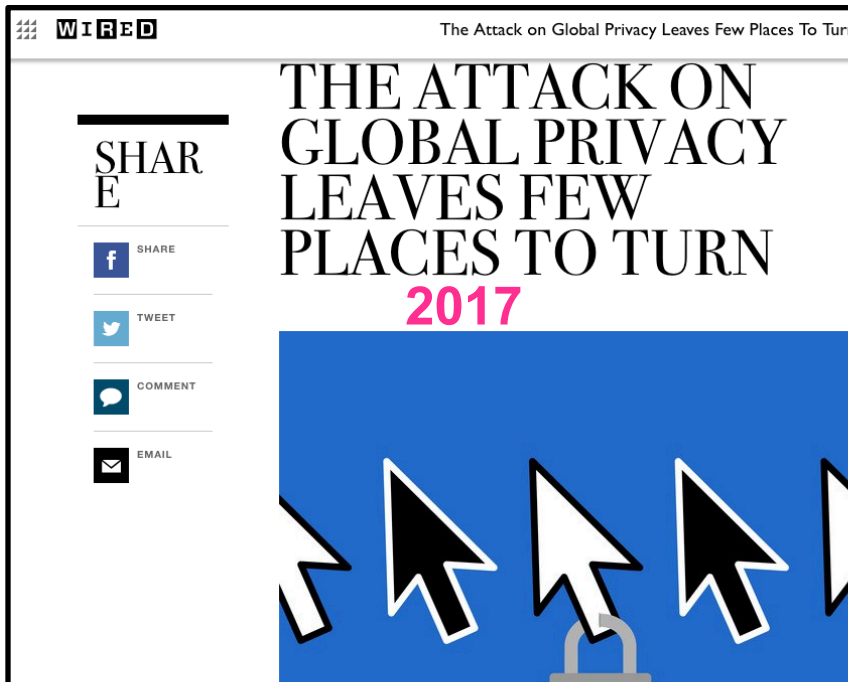 WIRED
The Attack on Global Privacy Leaves Few Places To Tur
THE ATTACK ON
GLOBAL PRIVACY
LEAVES FEW
PLACES TO TURN
2017
SHAR
E
SHARE
TWEET
COMMENT
EMAIL